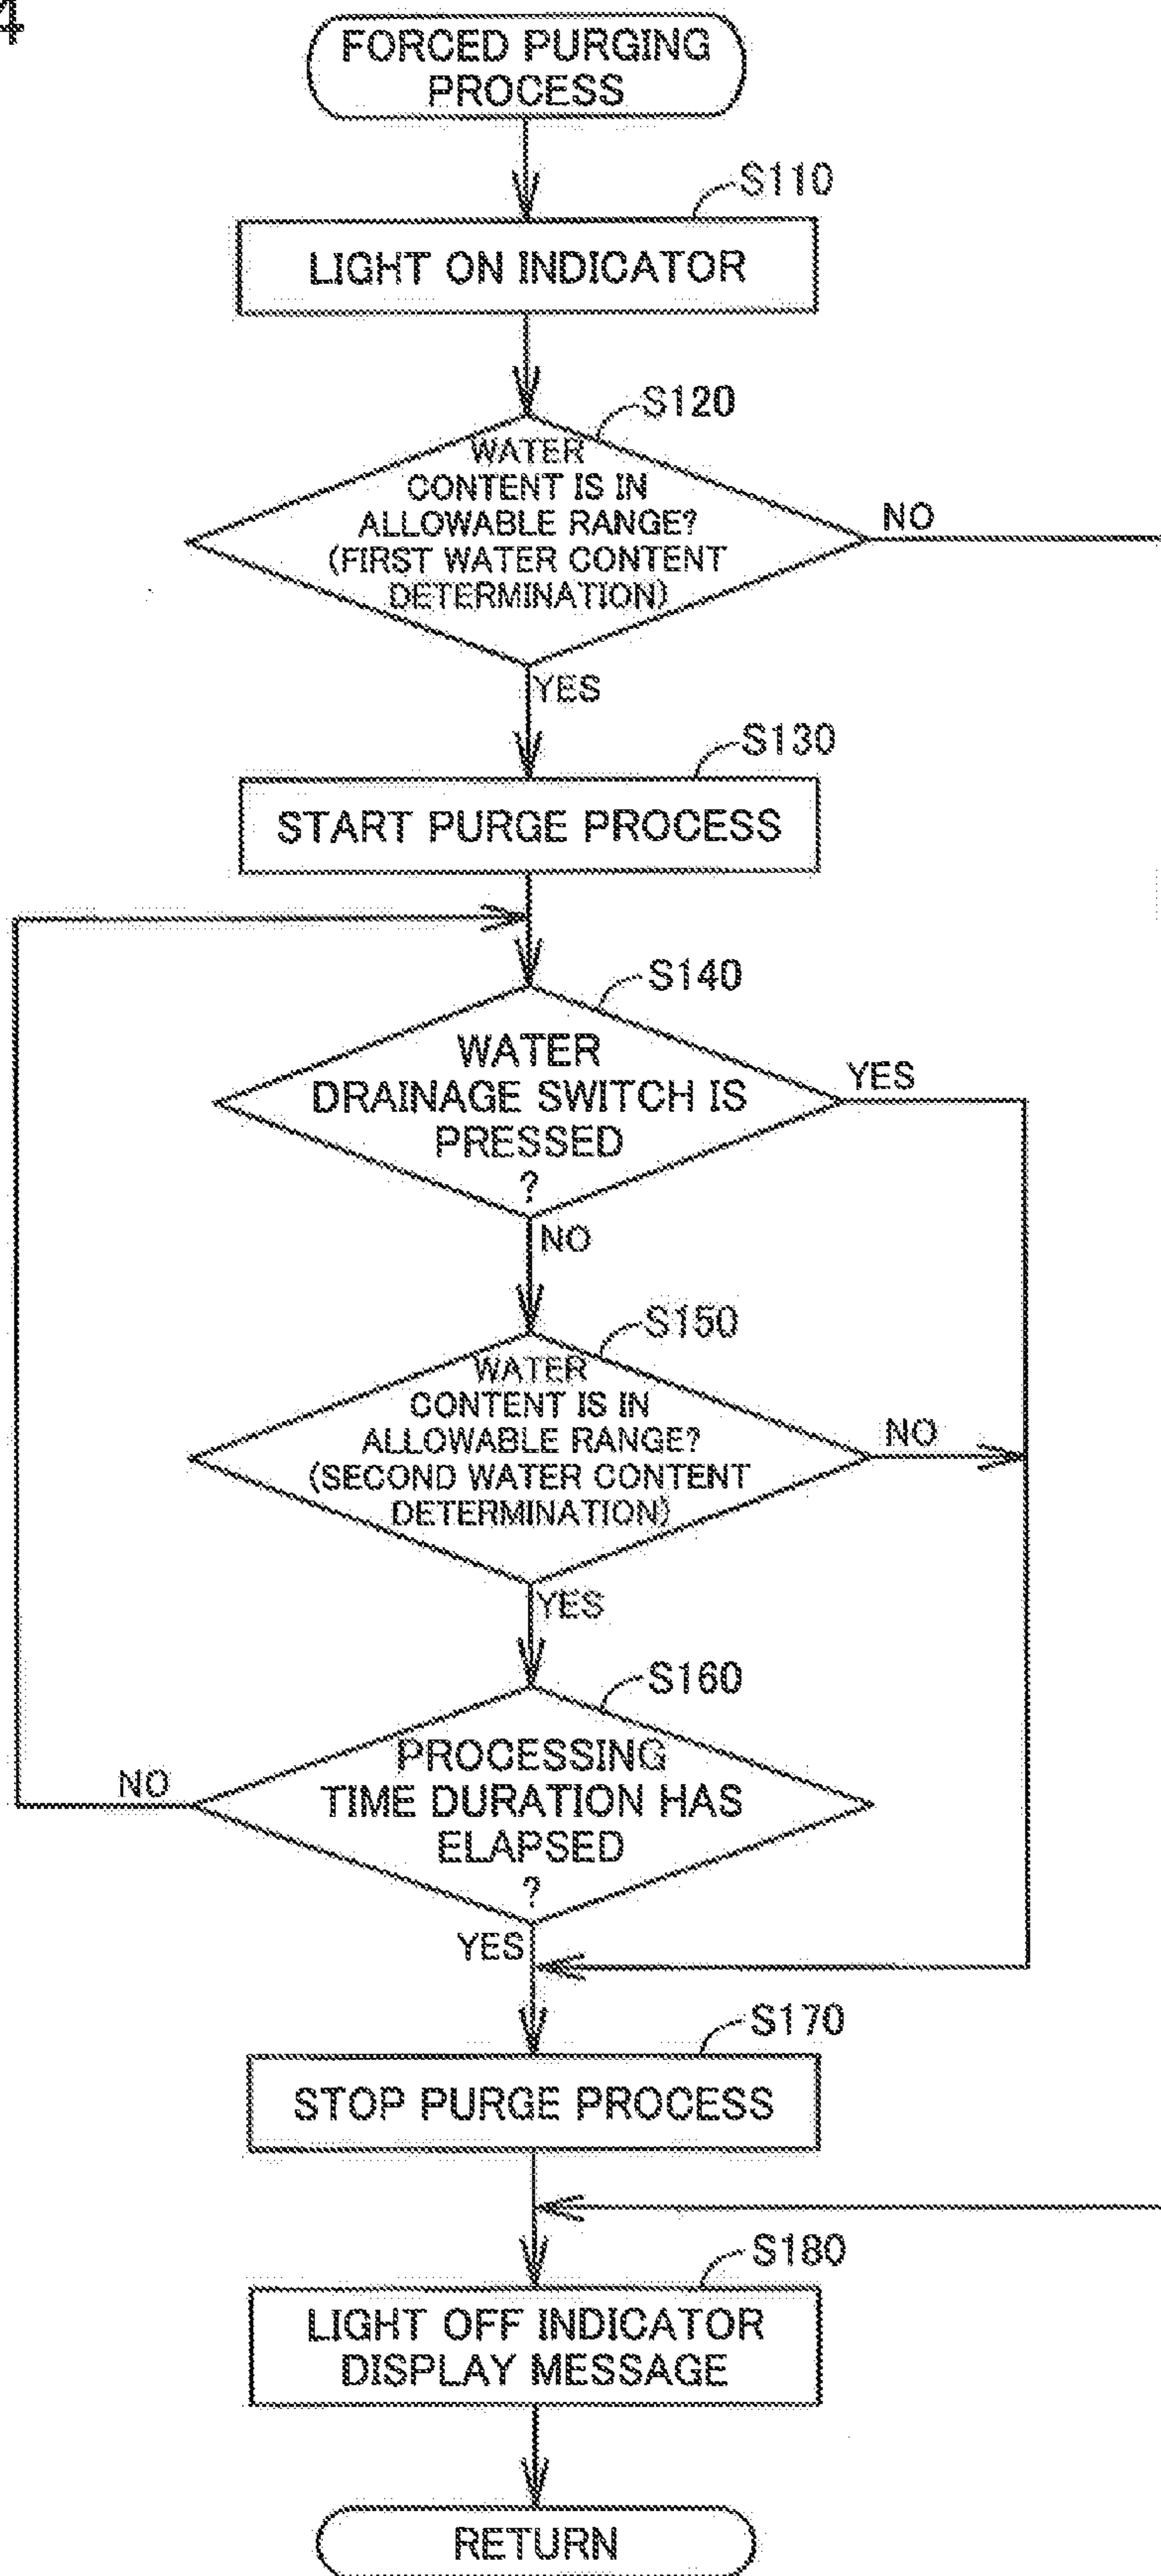 4
FORCED PURGING
PROCESS
S110
LIGHT ON INDICATOR
S120
WATER
CONTENT IS IN
ALLOWABLE RANGE?
(FIRST WATER CONTENT
DETERMINATION)
NO
YES
S130
START PURGE PROCESS
S140
WATER
DRAINAGE SWITCH IS
PRESSED
?
YES
NO
S150
WATER
CONTENT IS IN
ALLOWABLE RANGE?
(SECOND WATER CONTENT
DETERMINATION)
NO
YES
S160
PROCESSING
TIME DURATION HAS
ELAPSED
?
NO
YES
S170
STOP PURGE PROCESS
S180
LIGHT OFF INDICATOR
DISPLAY MESSAGE
RETURN